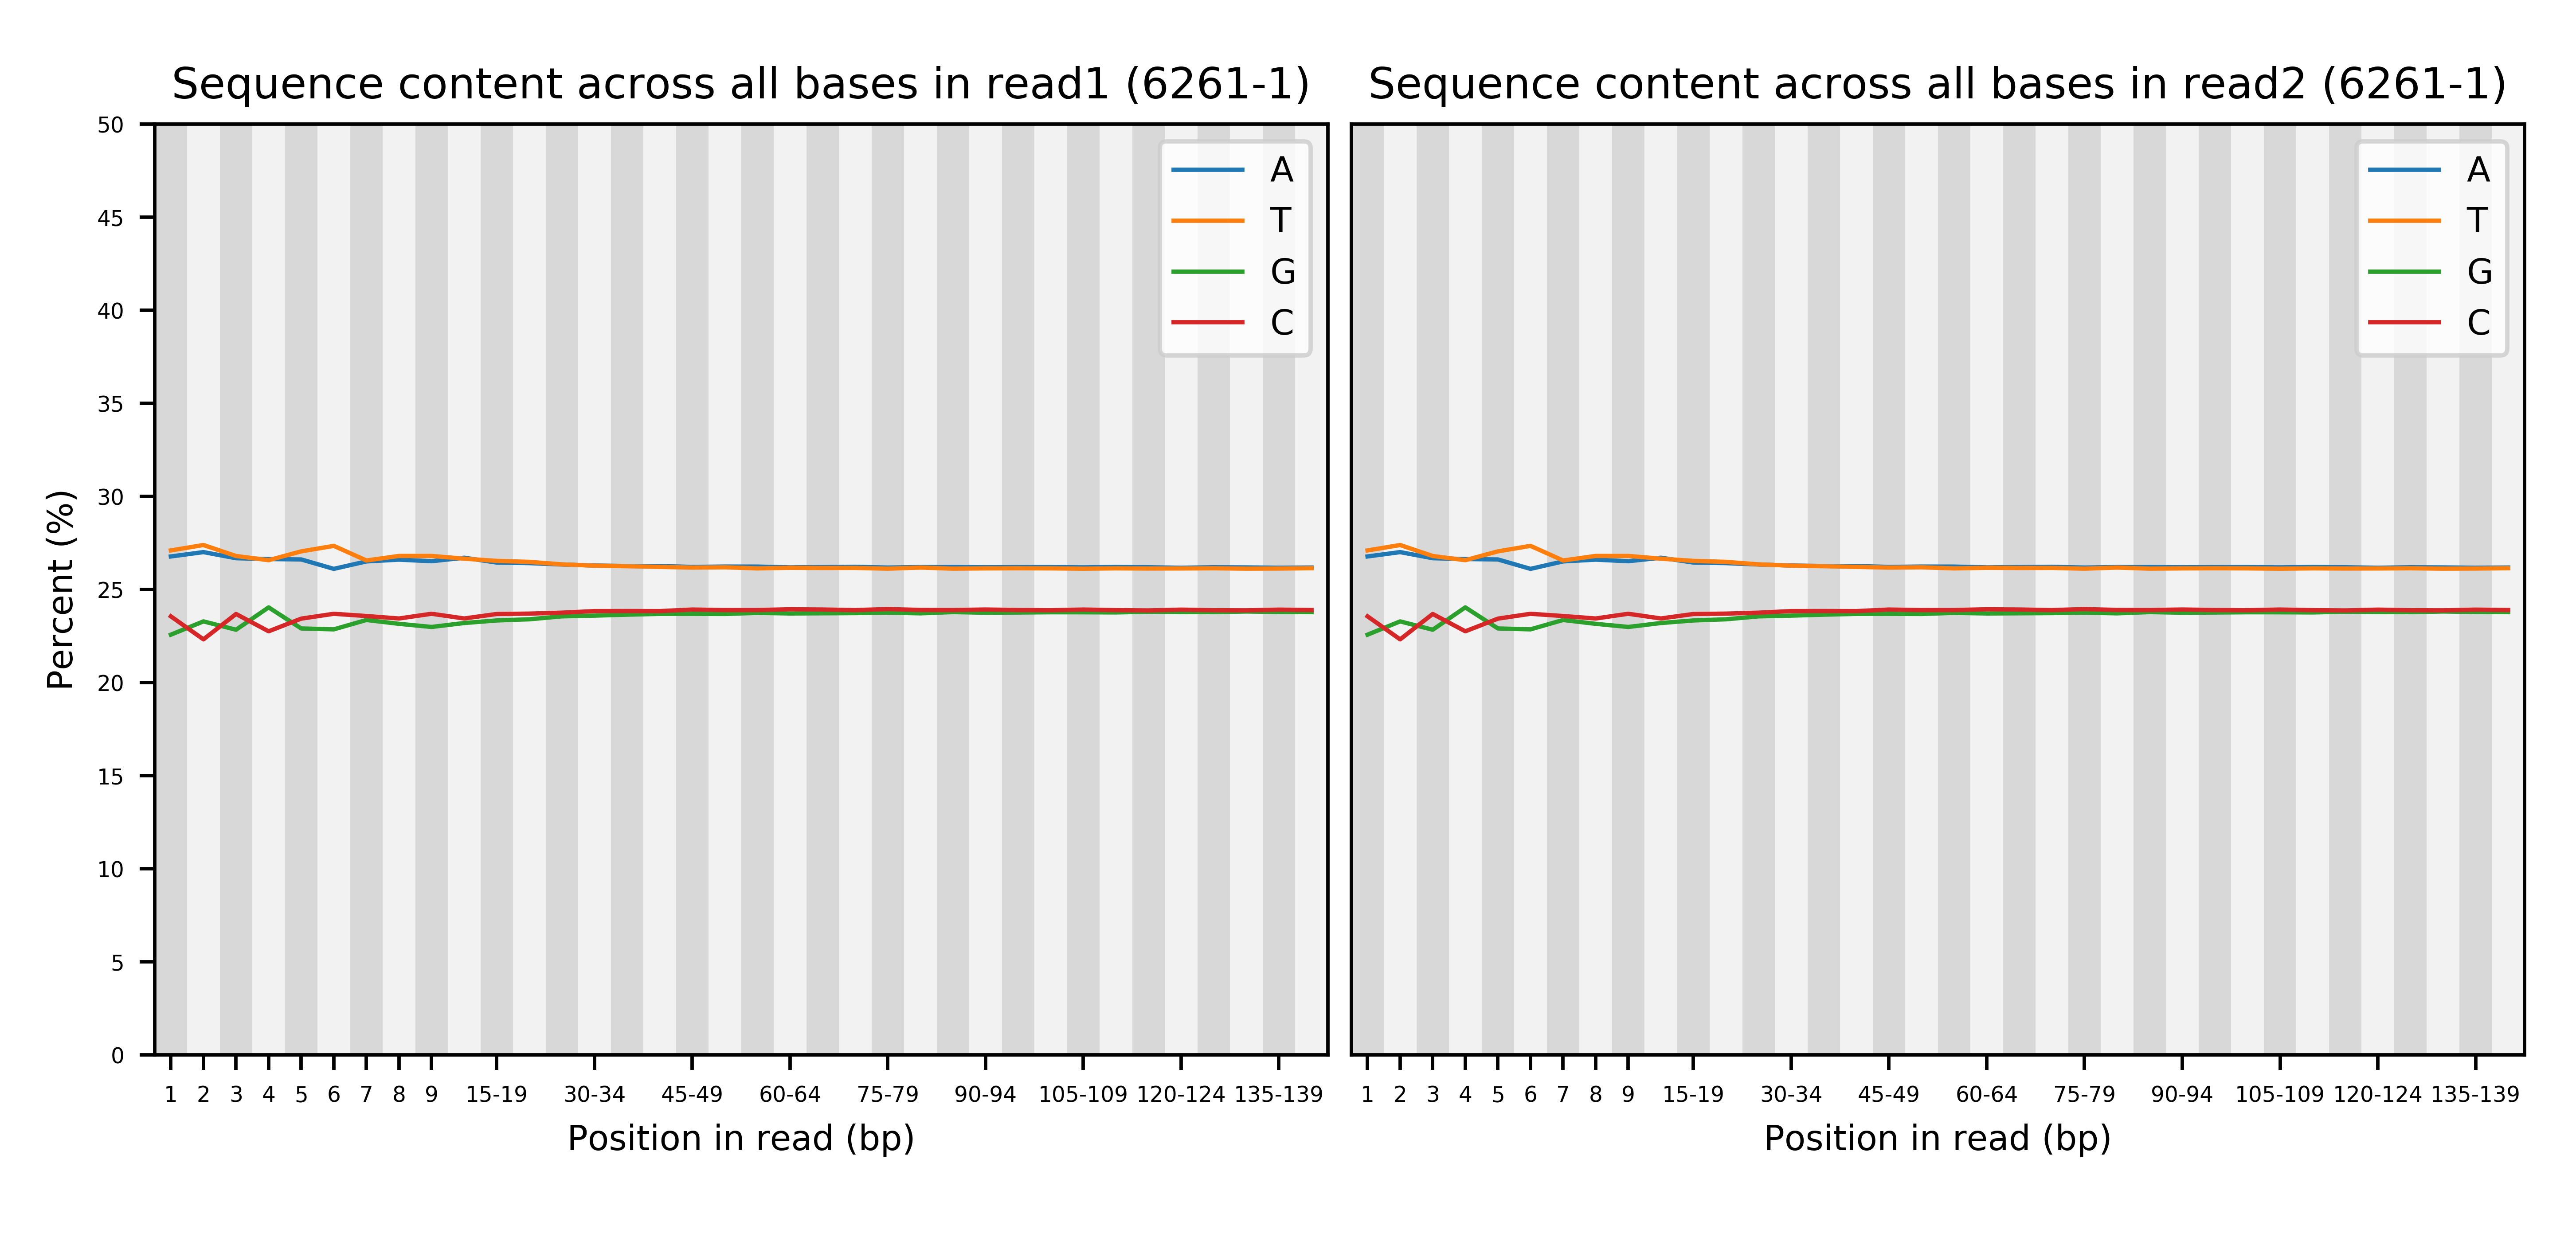 Sequence content across all bases in read1 (6261-1)
Percent (%)
50
45
40
35
30
25
20
15
10
5
0
A
T
G
C
1 2 3 4 5 6 7 8 9 15-19 30-34 45-49 60-64 75-79 90-94 105-109 120-124 135-139
Position in read (bp)
Sequence content across all bases in read2 (6261-1)
A
T
G
C
1 2 3 4 5 6 7 8 9 15-19 30-34 45-49 60-64 75-79 90-94 105-109 120-124 135-139
Position in read (bp)